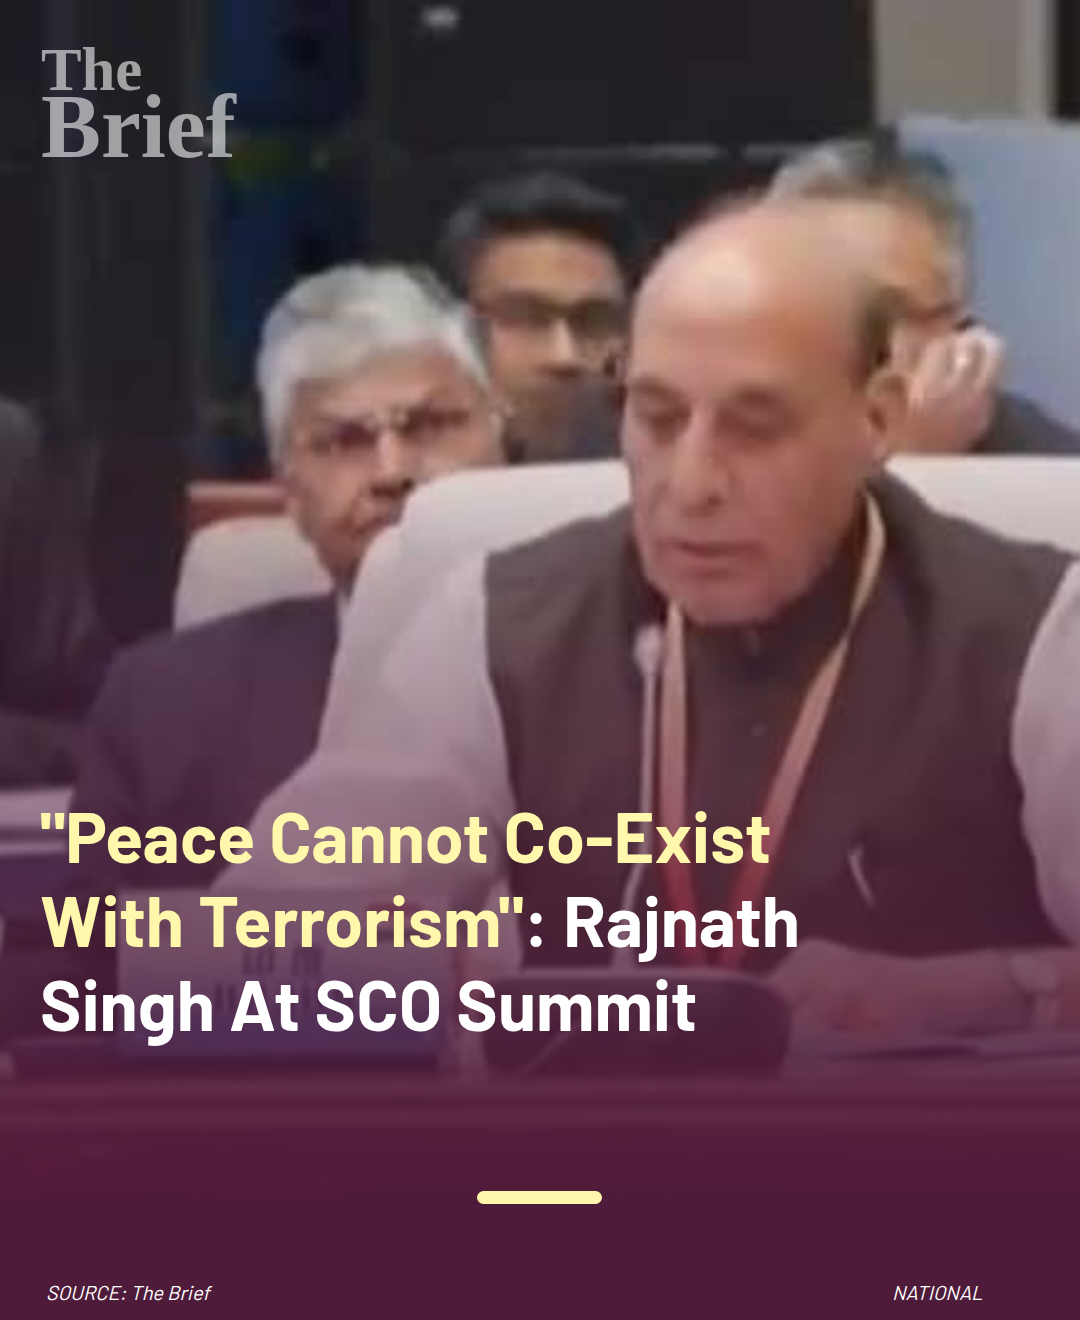 The
Brief
"Peace Cannot Co-Exist
With Terrorism": Rajnath
Singh At SCO Summit
SOURCE: The Brief
NATIONAL